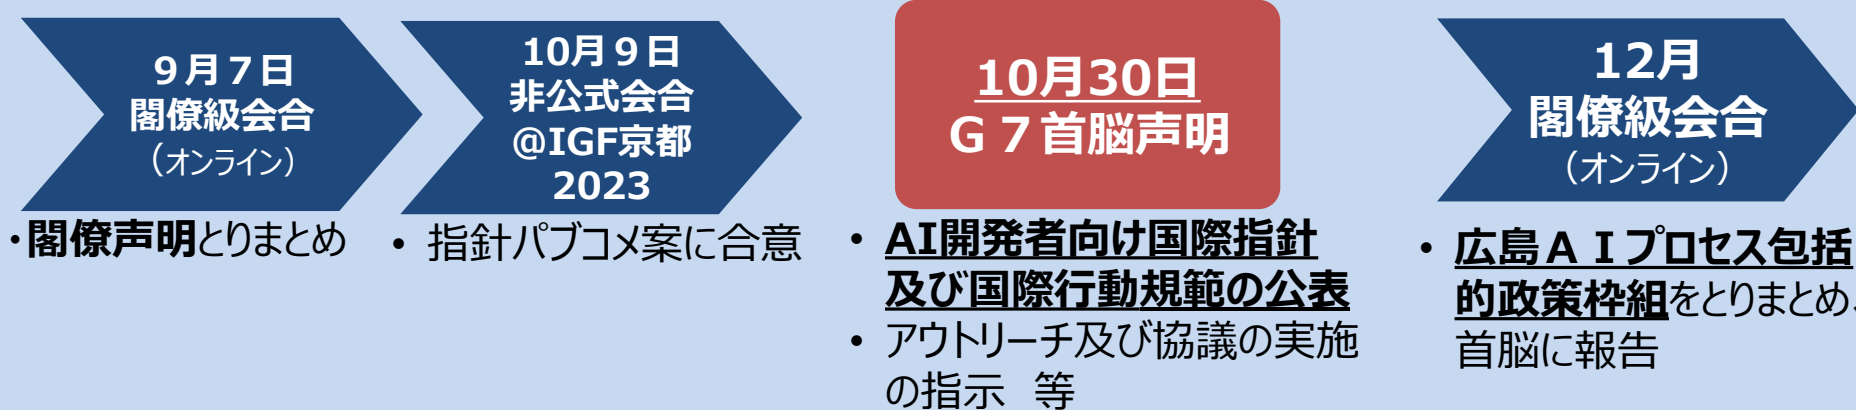 ９月７日
閣僚級会合
（オンライン）
・閣僚声明とりまとめ
10月９日
非公式会合
@IGF京都
2023
• 指針パブコメ案に合意
10月30日
Ｇ７首脳声明
• AI開発者向け国際指針
及び国際行動規範の公表
• アウトリーチ及び協議の実施
の指示　等
12月
閣僚級会合
（オンライン）
• 広島ＡＩプロセス包括
的政策枠組をとりまとめ、
首脳に報告